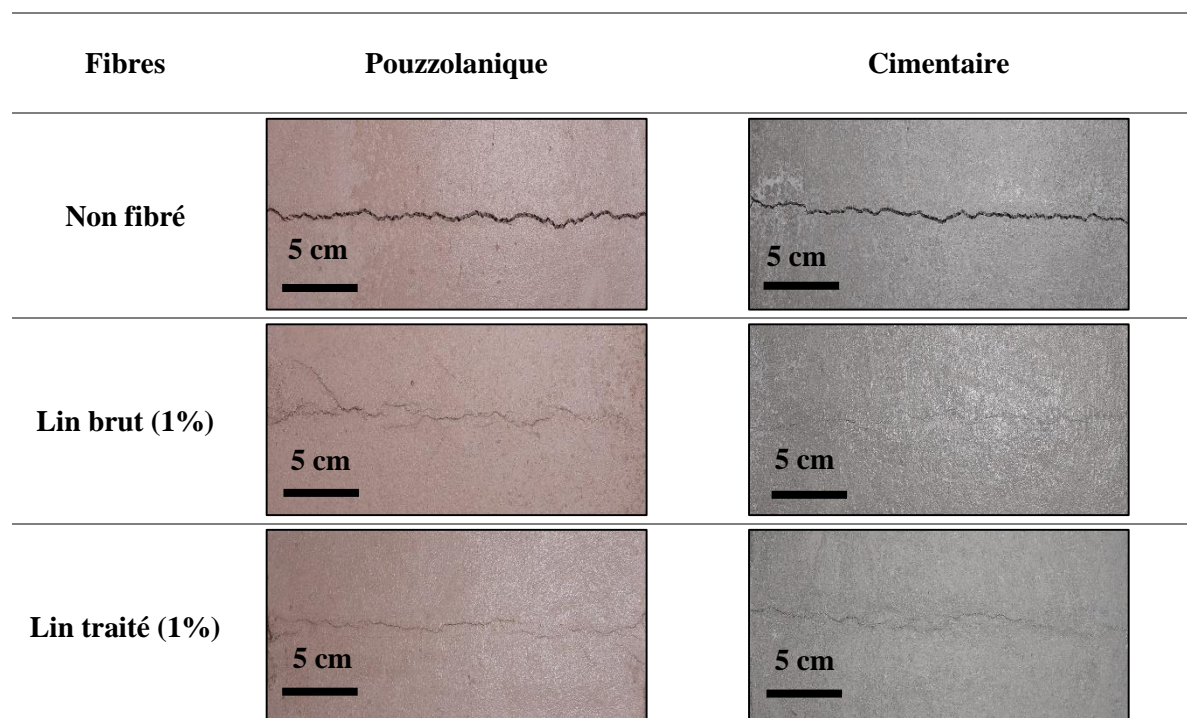 Fibres Pouzzolanique Cimentaire
Non fibré
5 cm 5 cm
Lin brut (1%)
5 cm 5 cm
Lin traité (1%)
5 cm 5 cm